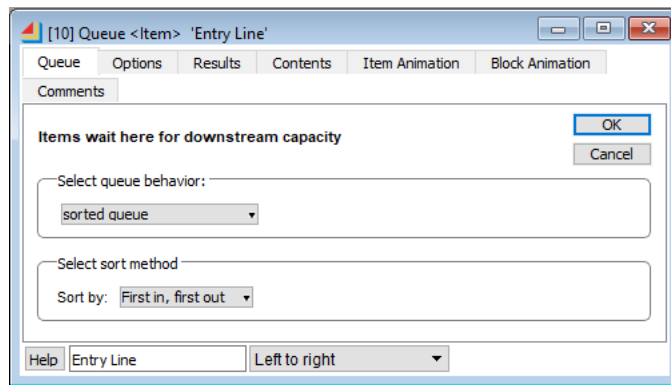 [10] Queue <Item> 'Entry Line'
Queue Options Results Contents Item Animation Block Animation
Comments
Items wait here for downstream capacity
OK
Cancel
Select queue behavior:
sorted queue
Select sort method
Sort by: First in, first out
Help Entry Line Left to right